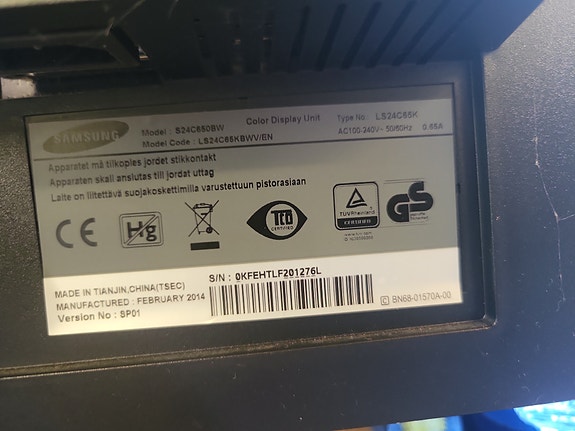 SAMSUNG
Model : S24C650BW Color Display Unit Type No. LS24C65K
Model Code : LS24C65KBWV/EN AC100-240V~ 50/60Hz 0.65A
Apparatet må tilkoples jordet stikkontakt
Apparaten skall anslutas till jordat uttag
Laite on liitettävä suojakoskettimilla varustettuun pistorasiaan
CE
Hg
TCO
CERTIFIED
TÜVRheinland
CERTIFIED
GS
S/N : 0KFEHTLF201276L
MADE IN TIANJIN,CHINA(TSEC)
MANUFACTURED : FEBRUARY 2014
Version No : SP01
C BN68-01570A-00